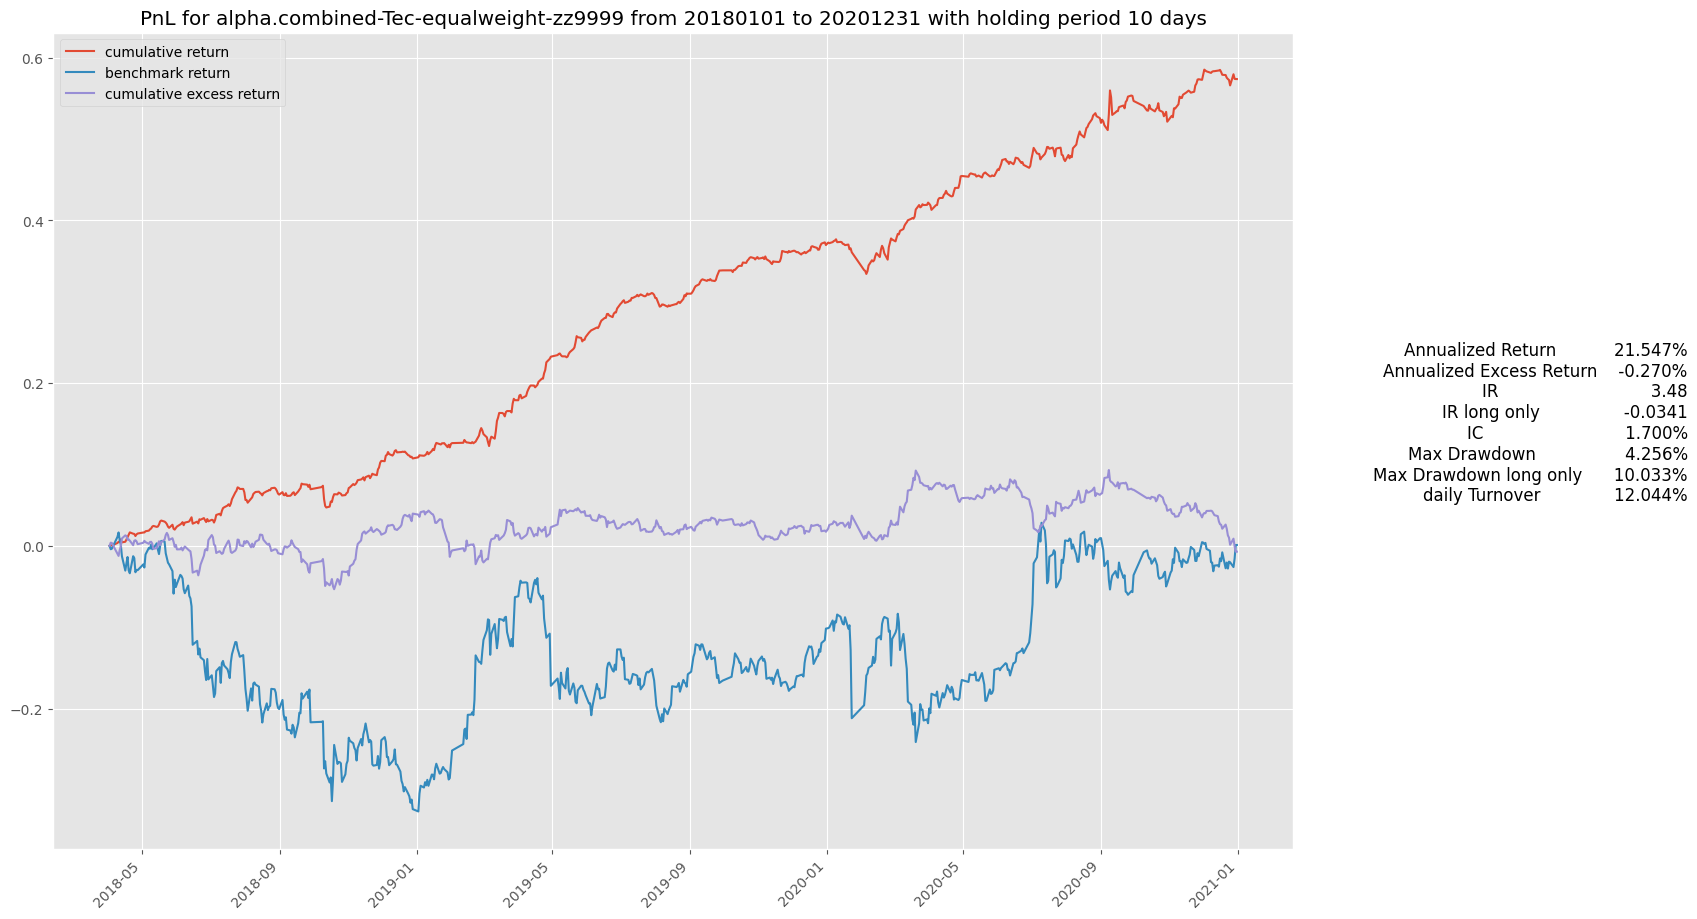 PnL for alpha.combined-Tec-equalweight-zz9999 from 20180101 to 20201231 with holding period 10 days
cumulative return
benchmark return
cumulative excess return
0.6
0.4
0.2
0.0
−0.2
2018-05
2018-09
2019-01
2019-05
2019-09
2020-01
2020-05
2020-09
2021-01
Annualized Return 21.547%
Annualized Excess Return -0.270%
IR 3.48
IR long only -0.0341
IC 1.700%
Max Drawdown 4.256%
Max Drawdown long only 10.033%
daily Turnover 12.044%